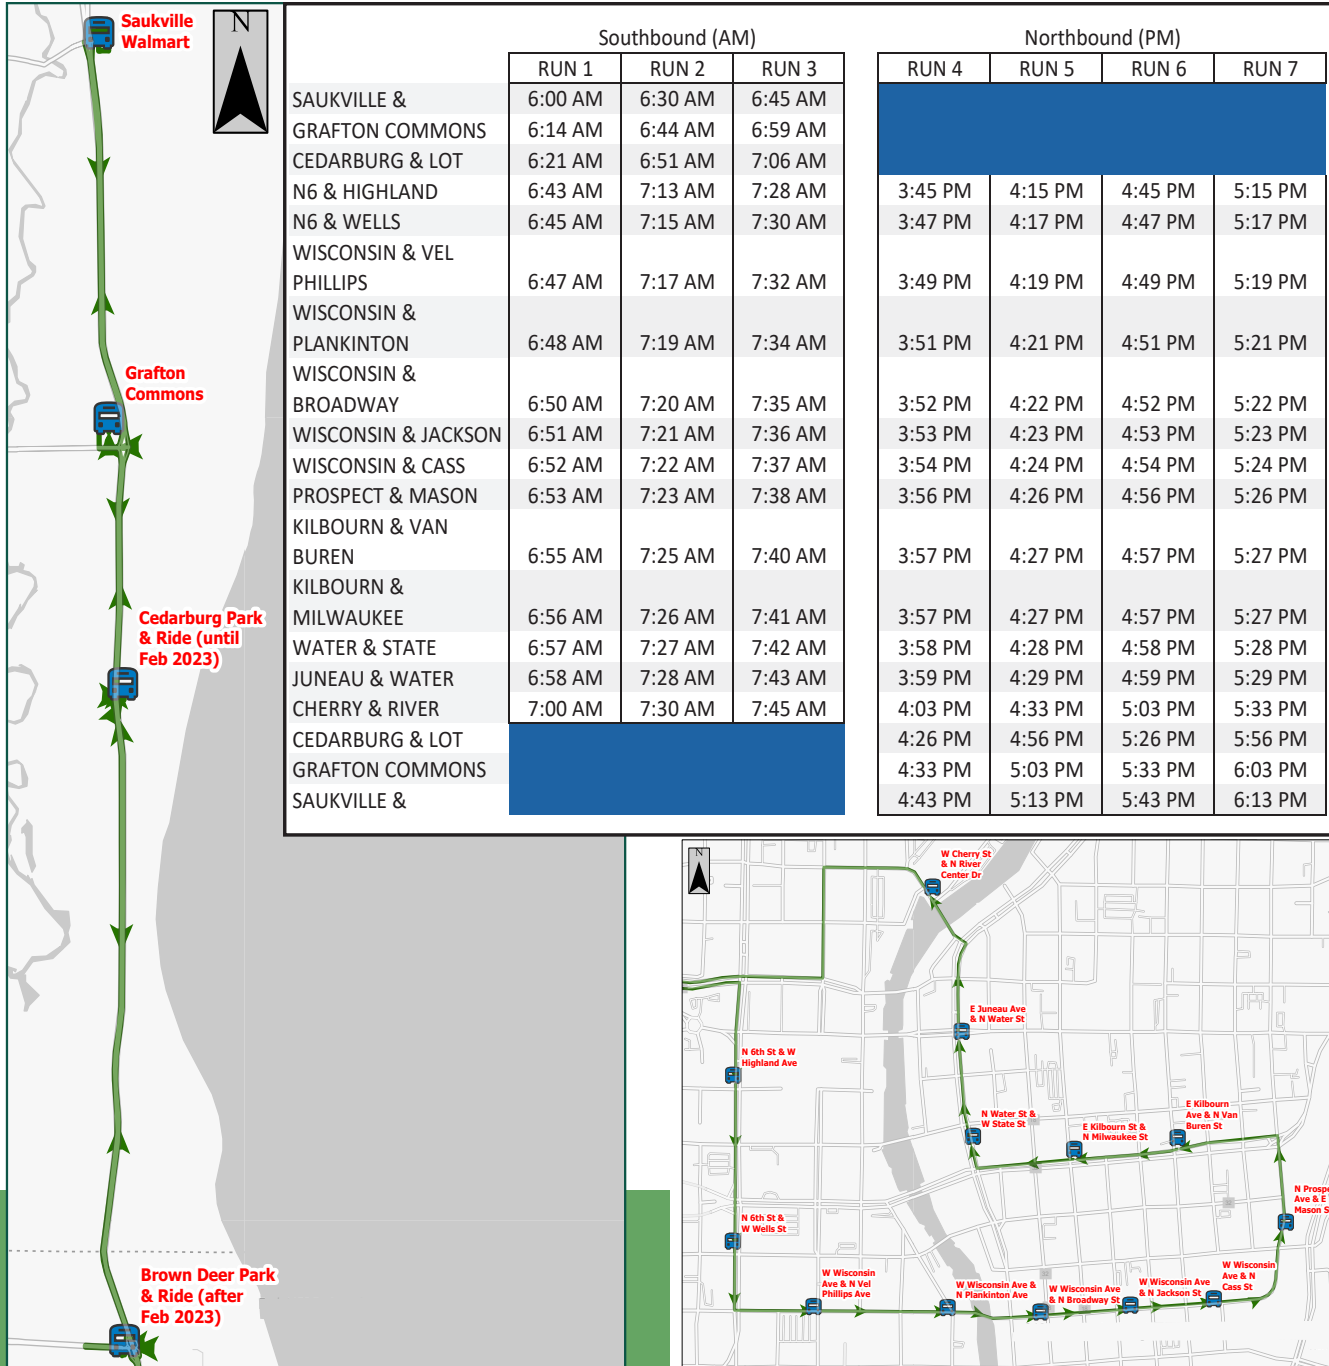 Saukville
Walmart
N
Grafton
Commons
Cedarburg Park
& Ride (until
Feb 2023)
Brown Deer Park
& Ride (after
Feb 2023)
Southbound (AM) Northbound (PM)
RUN 1 RUN 2 RUN 3 RUN 4 RUN 5 RUN 6 RUN 7
SAUKVILLE & 6:00 AM 6:30 AM 6:45 AM
GRAFTON COMMONS 6:14 AM 6:44 AM 6:59 AM
CEDARBURG & LOT 6:21 AM 6:51 AM 7:06 AM
N6 & HIGHLAND 6:43 AM 7:13 AM 7:28 AM 3:45 PM 4:15 PM 4:45 PM 5:15 PM
N6 & WELLS 6:45 AM 7:15 AM 7:30 AM 3:47 PM 4:17 PM 4:47 PM 5:17 PM
WISCONSIN & VEL
PHILLIPS 6:47 AM 7:17 AM 7:32 AM 3:49 PM 4:19 PM 4:49 PM 5:19 PM
WISCONSIN &
PLANKINTON 6:48 AM 7:19 AM 7:34 AM 3:51 PM 4:21 PM 4:51 PM 5:21 PM
WISCONSIN &
BROADWAY 6:50 AM 7:20 AM 7:35 AM 3:52 PM 4:22 PM 4:52 PM 5:22 PM
WISCONSIN & JACKSON 6:51 AM 7:21 AM 7:36 AM 3:53 PM 4:23 PM 4:53 PM 5:23 PM
WISCONSIN & CASS 6:52 AM 7:22 AM 7:37 AM 3:54 PM 4:24 PM 4:54 PM 5:24 PM
PROSPECT & MASON 6:53 AM 7:23 AM 7:38 AM 3:56 PM 4:26 PM 4:56 PM 5:26 PM
KILBOURN & VAN
BUREN 6:55 AM 7:25 AM 7:40 AM 3:57 PM 4:27 PM 4:57 PM 5:27 PM
KILBOURN &
MILWAUKEE 6:56 AM 7:26 AM 7:41 AM 3:57 PM 4:27 PM 4:57 PM 5:27 PM
WATER & STATE 6:57 AM 7:27 AM 7:42 AM 3:58 PM 4:28 PM 4:58 PM 5:28 PM
JUNEAU & WATER 6:58 AM 7:28 AM 7:43 AM 3:59 PM 4:29 PM 4:59 PM 5:29 PM
CHERRY & RIVER 7:00 AM 7:30 AM 7:45 AM 4:03 PM 4:33 PM 5:03 PM 5:33 PM
CEDARBURG & LOT 4:26 PM 4:56 PM 5:26 PM 5:56 PM
GRAFTON COMMONS 4:33 PM 5:03 PM 5:33 PM 6:03 PM
SAUKVILLE & 4:43 PM 5:13 PM 5:43 PM 6:13 PM
N
W Cherry St
& N River
Center Dr
E Juneau Ave
& N Water St
N 6th St & W
Highland Ave
N Water St &
W State St
E Kilbourn St &
N Milwaukee St
E Kilbourn
Ave & N Van
Buren St
N Prospe
Ave & E
Mason S
N 6th St &
W Wells St
W Wisconsin
Ave & N Vel
Phillips Ave
W Wisconsin Ave &
N Plankinton Ave
W Wisconsin Ave
& N Broadway St
W Wisconsin Ave
& N Jackson St
W Wisconsin
Ave & N
Cass St